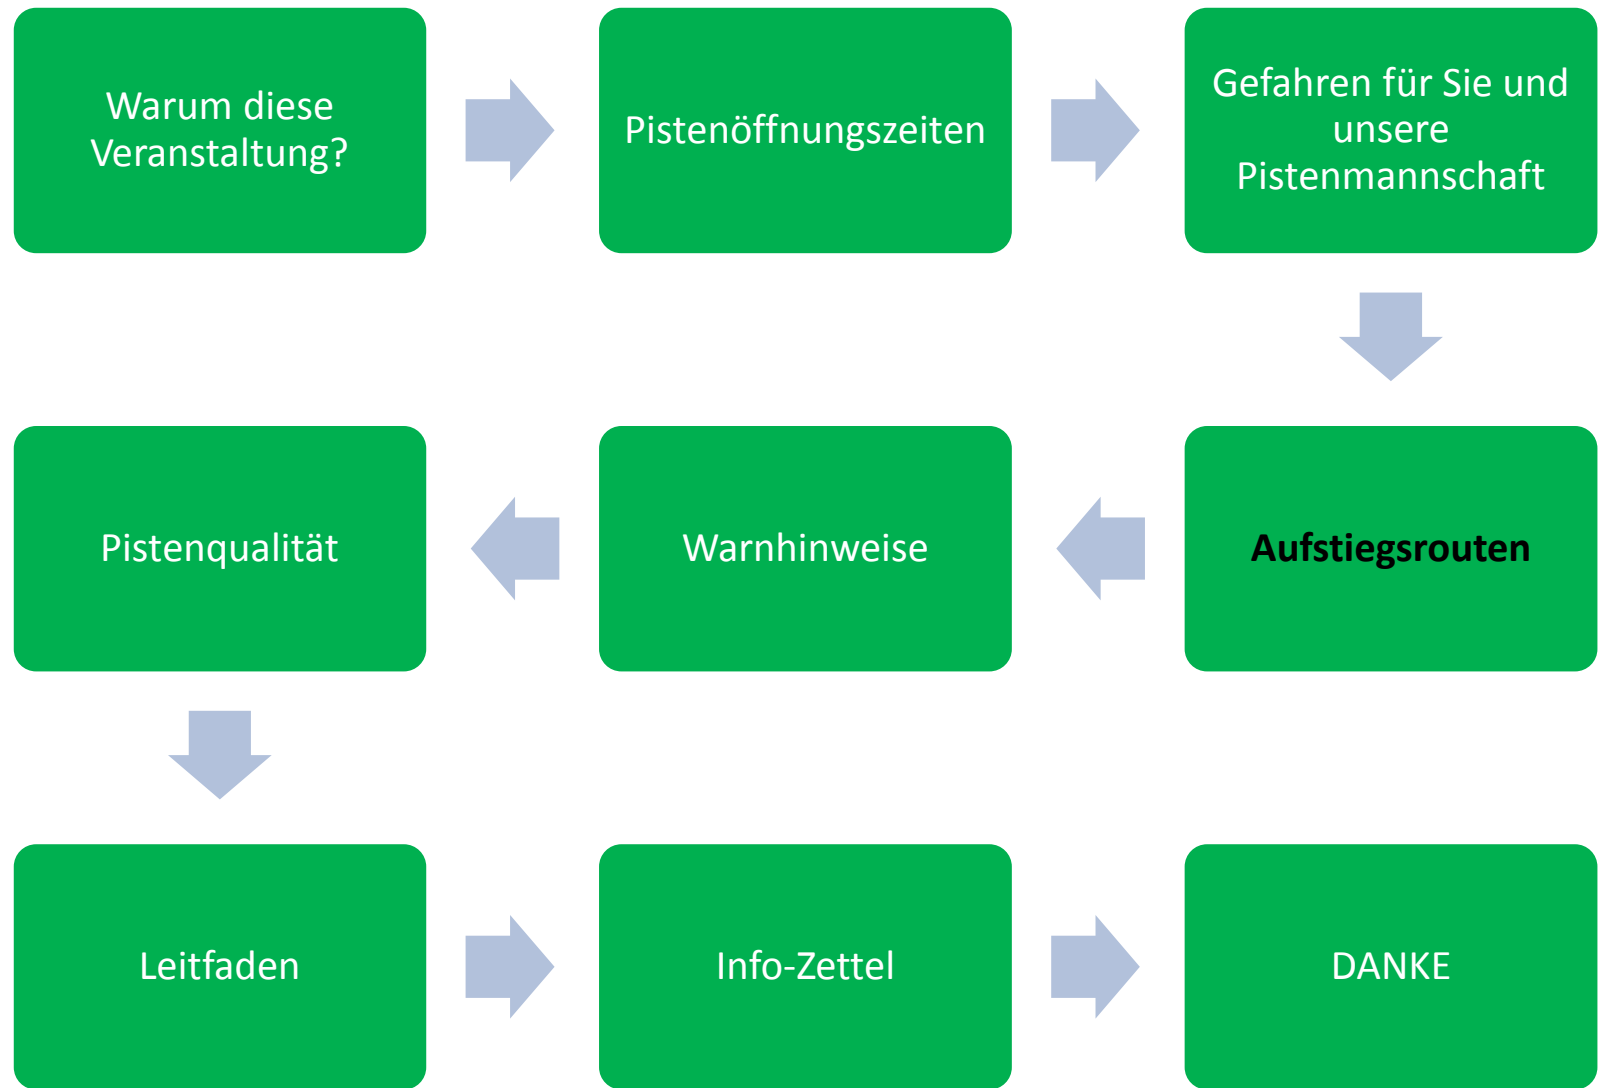 Warum diese
Veranstaltung?
Pistenöffnungszeiten
Gefahren für Sie und
unsere
Pistenmannschaft
Aufstiegsrouten
Warnhinweise
Pistenqualität
Leitfaden
Info-Zettel
DANKE